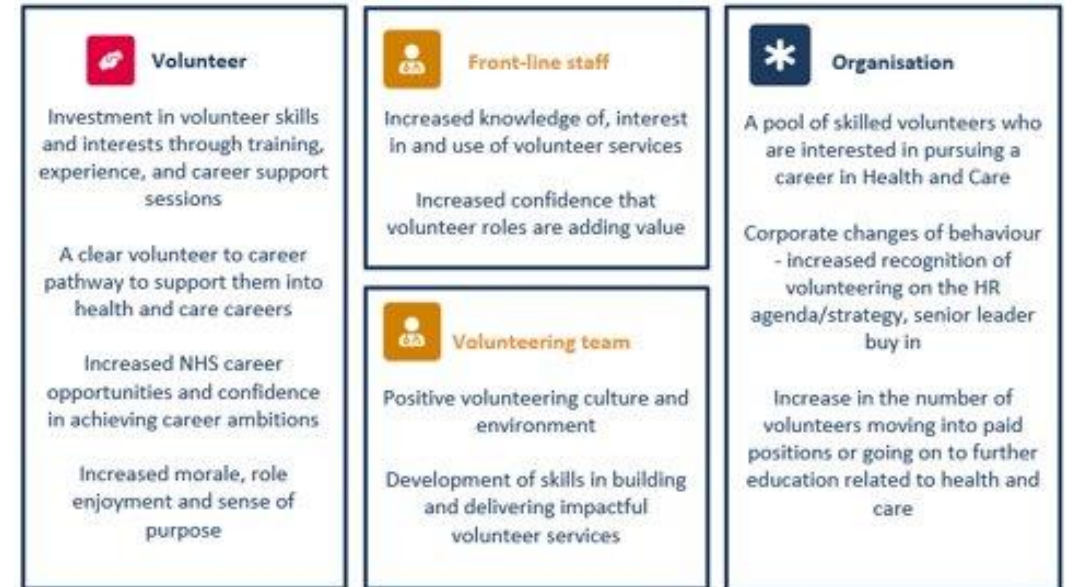 Volunteer
Investment in volunteer skills
and interests through training,
experience, and career support
sessions
A clear volunteer to career
pathway to support them into
health and care careers
Increased NHS career
opportunities and confidence
in achieving career ambitions
Increased morale, role
enjoyment and sense of
purpose
Front-line staff
Increased knowledge of, interest
in and use of volunteer services
Increased confidence that
volunteer roles are adding value
Volunteering team
Positive volunteering culture and
environment
Development of skills in building
and delivering impactful
volunteer services
Organisation
A pool of skilled volunteers who
are interested in pursuing a
career in Health and Care
Corporate changes of behaviour
- increased recognition of
volunteering on the HR
agenda/strategy, senior leader
buy in
Increase in the number of
volunteers moving into paid
positions or going on to further
education related to health and
care